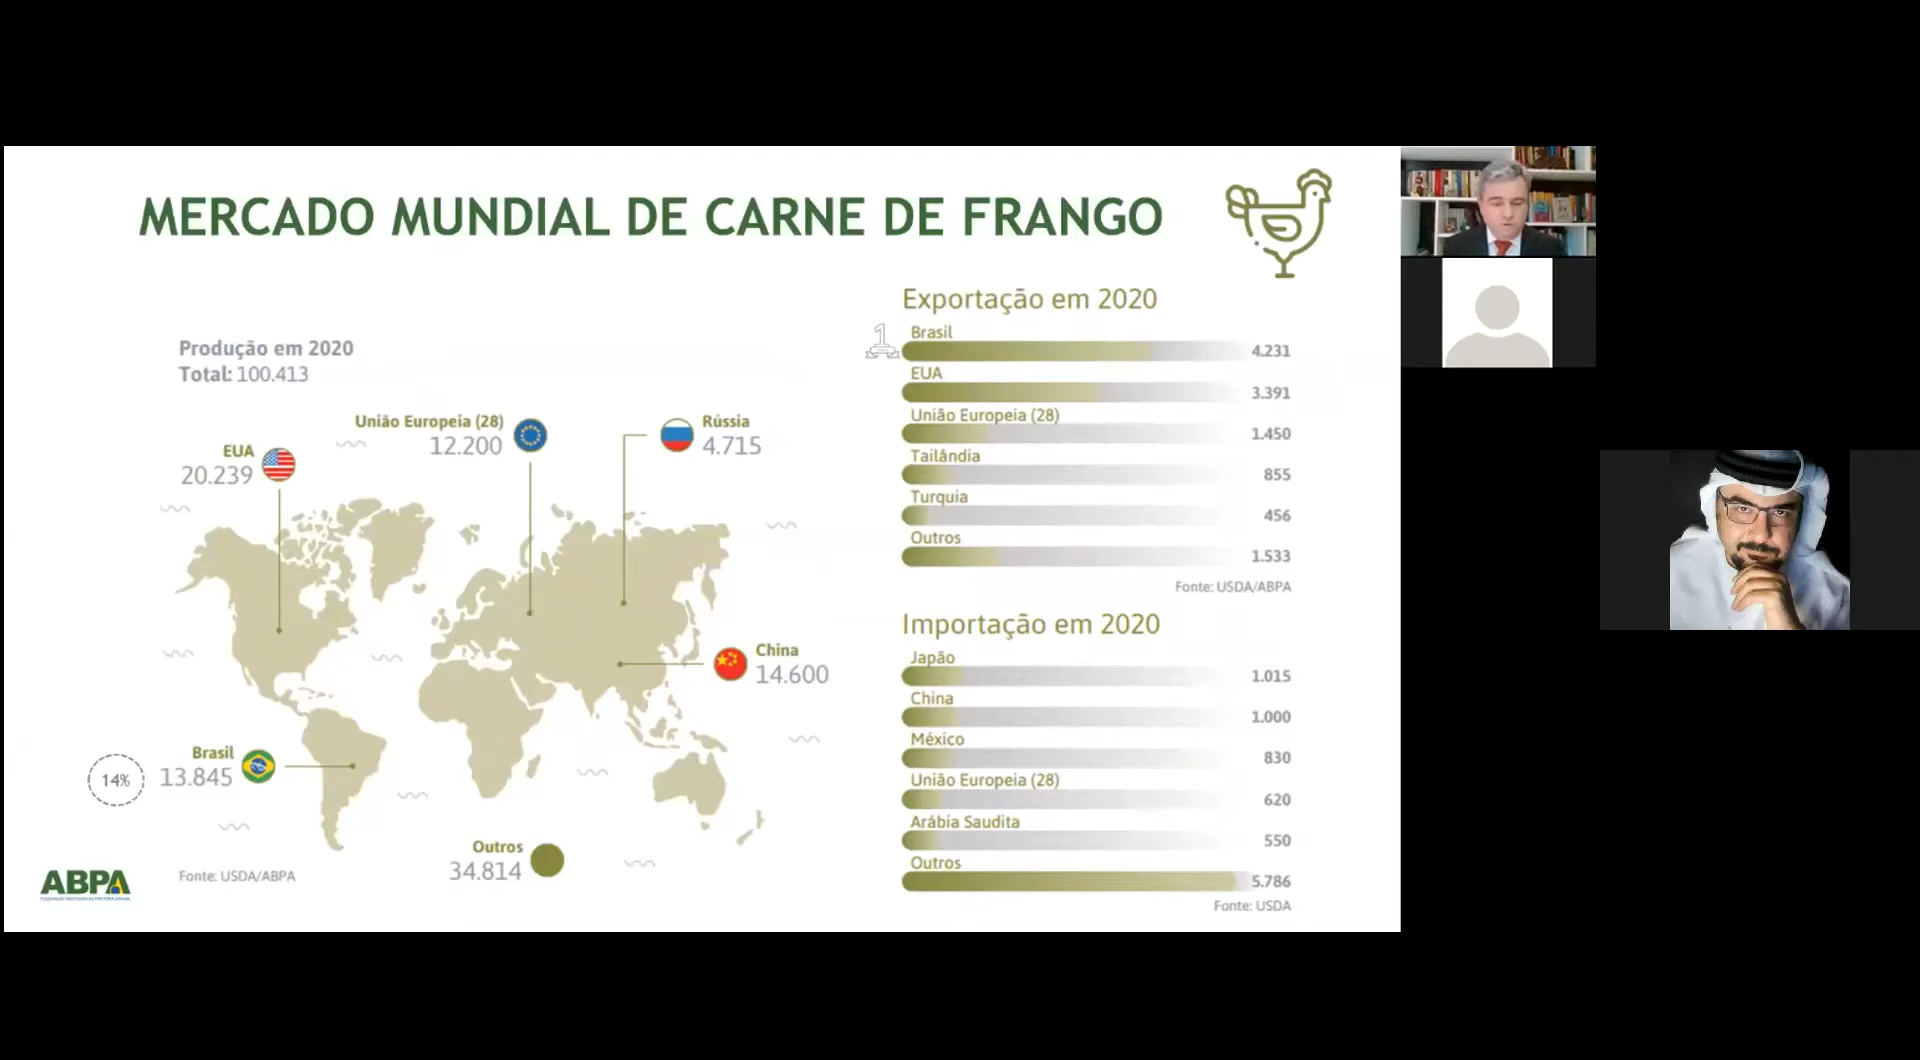 MERCADO MUNDIAL DE CARNE DE FRANGO
Produção em 2020
Total: 100.413
EUA
20.239
União Europeia (28)
12.200
Rússia
4.715
China
14.600
Brasil
13.845
14%
Outros
34.814
ABPA
Fonte: USDA/ABPA
Exportação em 2020
1
Brasil
4.231
EUA
3.391
União Europeia (28)
1.450
Tailândia
855
Turquia
456
Outros
1.533
Fonte: USDA/ABPA
Importação em 2020
Japão
1.015
China
1.000
México
830
União Europeia (28)
620
Arábia Saudita
550
Outros
5.786
Fonte: USDA